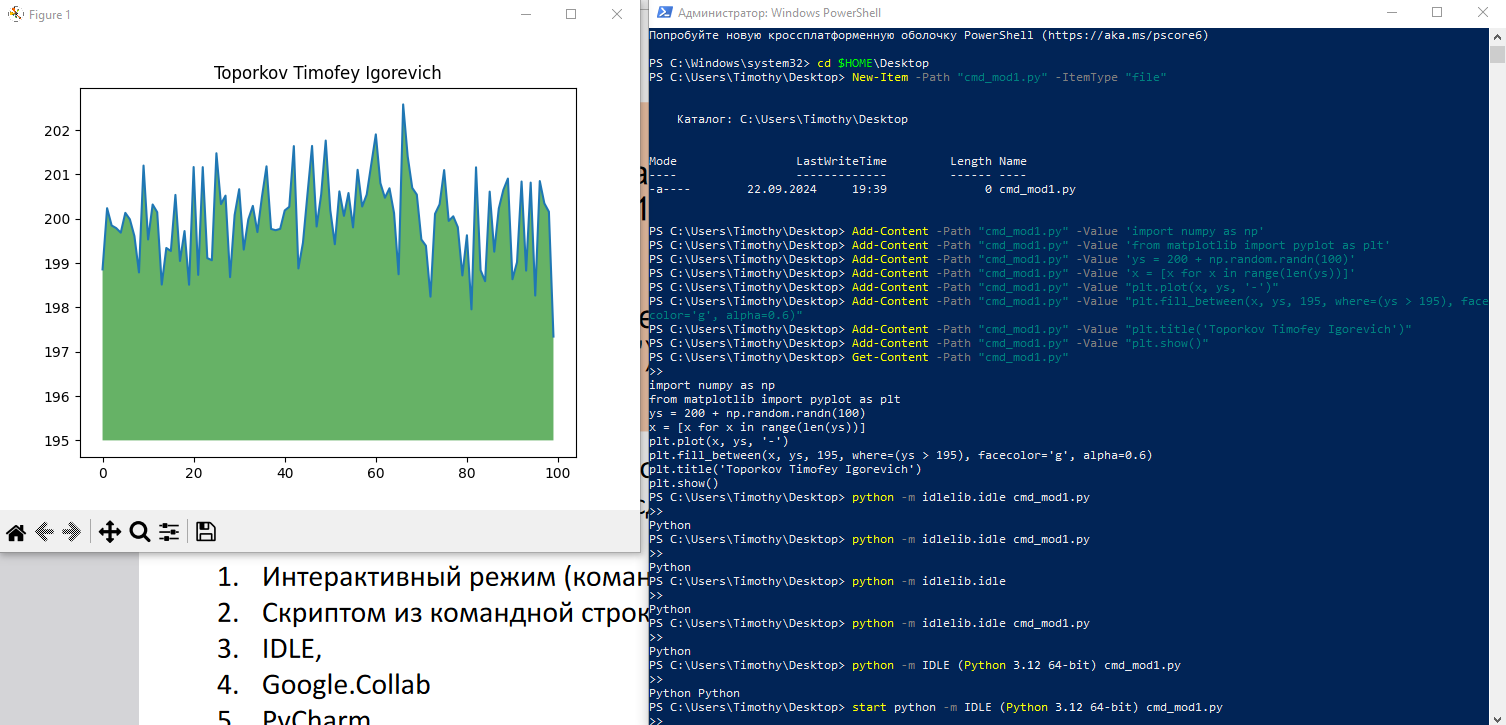 Figure 1
Toporkov Timofey Igorevich
202
201
200
199
198
197
196
195
0
20
40
60
80
100
1. Интерактивный режим (коман
2. Скриптом из командной строк
3. IDLE,
4. Google.Collab
5. PyCharm
Администратор: Windows PowerShell
Попробуйте новую кроссплатформенную оболочку PowerShell (https://aka.ms/pscore6)
PS C:\Windows\system32> cd $HOME\Desktop
PS C:\Users\Timothy\Desktop> New-Item -Path "cmd_mod1.py" -ItemType "file"
Каталог: C:\Users\Timothy\Desktop
Mode LastWriteTime Length Name
---- ------------- ------ ----
-a---- 22.09.2024 19:39 0 cmd_mod1.py
PS C:\Users\Timothy\Desktop> Add-Content -Path "cmd_mod1.py" -Value 'import numpy as np'
PS C:\Users\Timothy\Desktop> Add-Content -Path "cmd_mod1.py" -Value 'from matplotlib import pyplot as plt'
PS C:\Users\Timothy\Desktop> Add-Content -Path "cmd_mod1.py" -Value 'ys = 200 + np.random.randn(100)'
PS C:\Users\Timothy\Desktop> Add-Content -Path "cmd_mod1.py" -Value 'x = [x for x in range(len(ys))]'
PS C:\Users\Timothy\Desktop> Add-Content -Path "cmd_mod1.py" -Value "plt.plot(x, ys, '-')"
PS C:\Users\Timothy\Desktop> Add-Content -Path "cmd_mod1.py" -Value "plt.fill_between(x, ys, 195, where=(ys > 195), face
color='g', alpha=0.6)"
PS C:\Users\Timothy\Desktop> Add-Content -Path "cmd_mod1.py" -Value "plt.title('Toporkov Timofey Igorevich')"
PS C:\Users\Timothy\Desktop> Add-Content -Path "cmd_mod1.py" -Value "plt.show()"
PS C:\Users\Timothy\Desktop> Get-Content -Path "cmd_mod1.py"
>>
import numpy as np
from matplotlib import pyplot as plt
ys = 200 + np.random.randn(100)
x = [x for x in range(len(ys))]
plt.plot(x, ys, '-')
plt.fill_between(x, ys, 195, where=(ys > 195), facecolor='g', alpha=0.6)
plt.title('Toporkov Timofey Igorevich')
plt.show()
PS C:\Users\Timothy\Desktop> python -m idlelib.idle cmd_mod1.py
>>
Python
PS C:\Users\Timothy\Desktop> python -m idlelib.idle cmd_mod1.py
>>
Python
PS C:\Users\Timothy\Desktop> python -m idlelib.idle
>>
Python
PS C:\Users\Timothy\Desktop> python -m idlelib.idle cmd_mod1.py
>>
Python
PS C:\Users\Timothy\Desktop> python -m IDLE (Python 3.12 64-bit) cmd_mod1.py
>>
Python Python
PS C:\Users\Timothy\Desktop> start python -m IDLE (Python 3.12 64-bit) cmd_mod1.py
>>